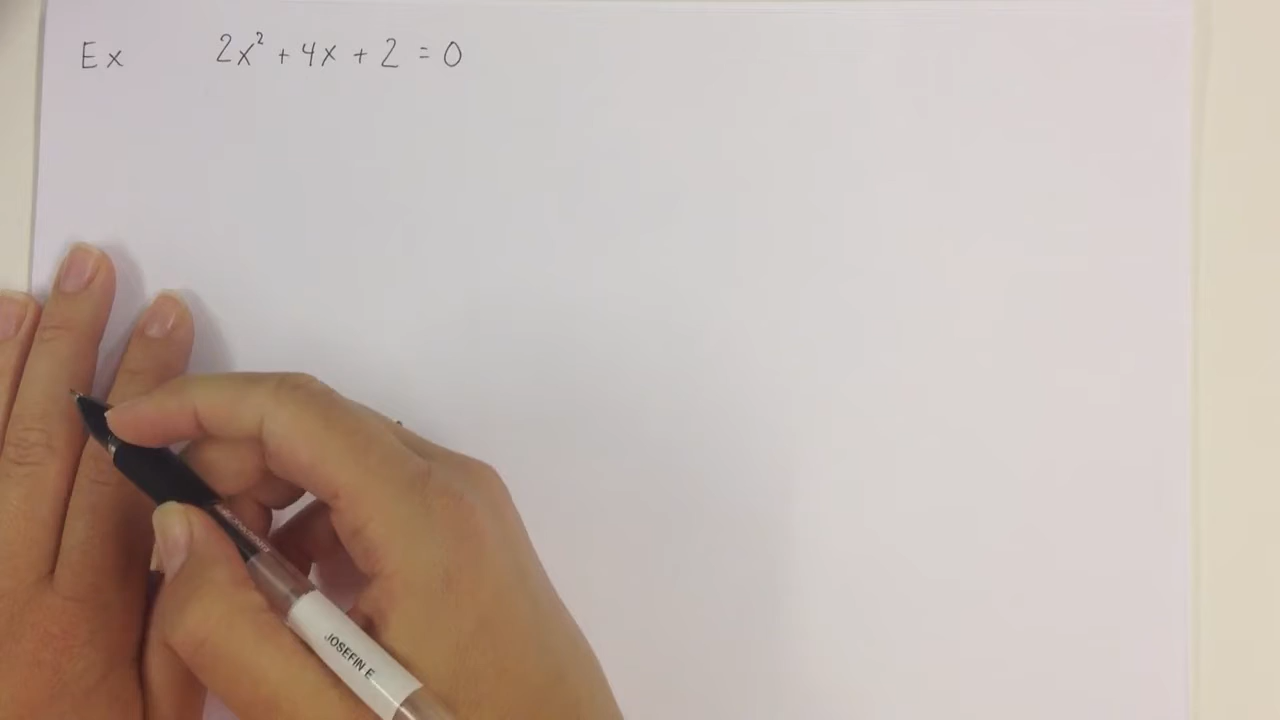 Ex 2x² + 4x + 2 = 0
JOSEFIN E